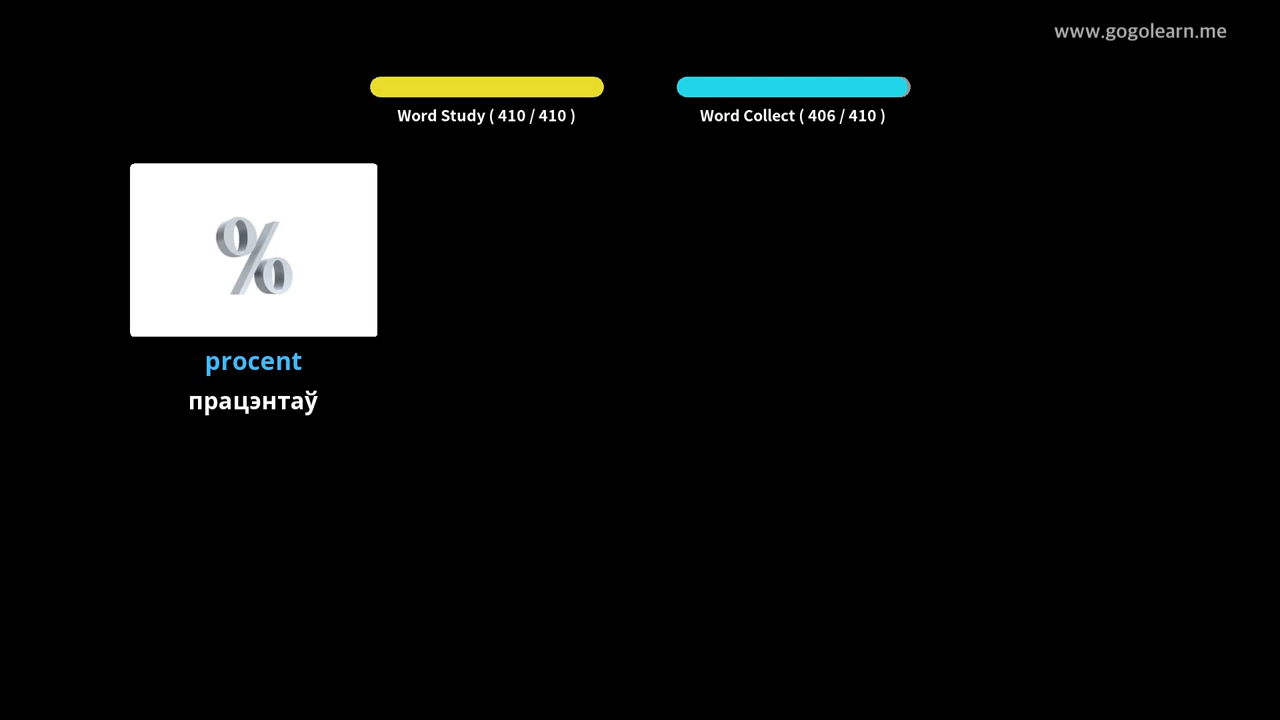 www.gogolearn.me
Word Study ( 410 / 410 )
Word Collect ( 406 / 410 )
%
procent
працэнтаў